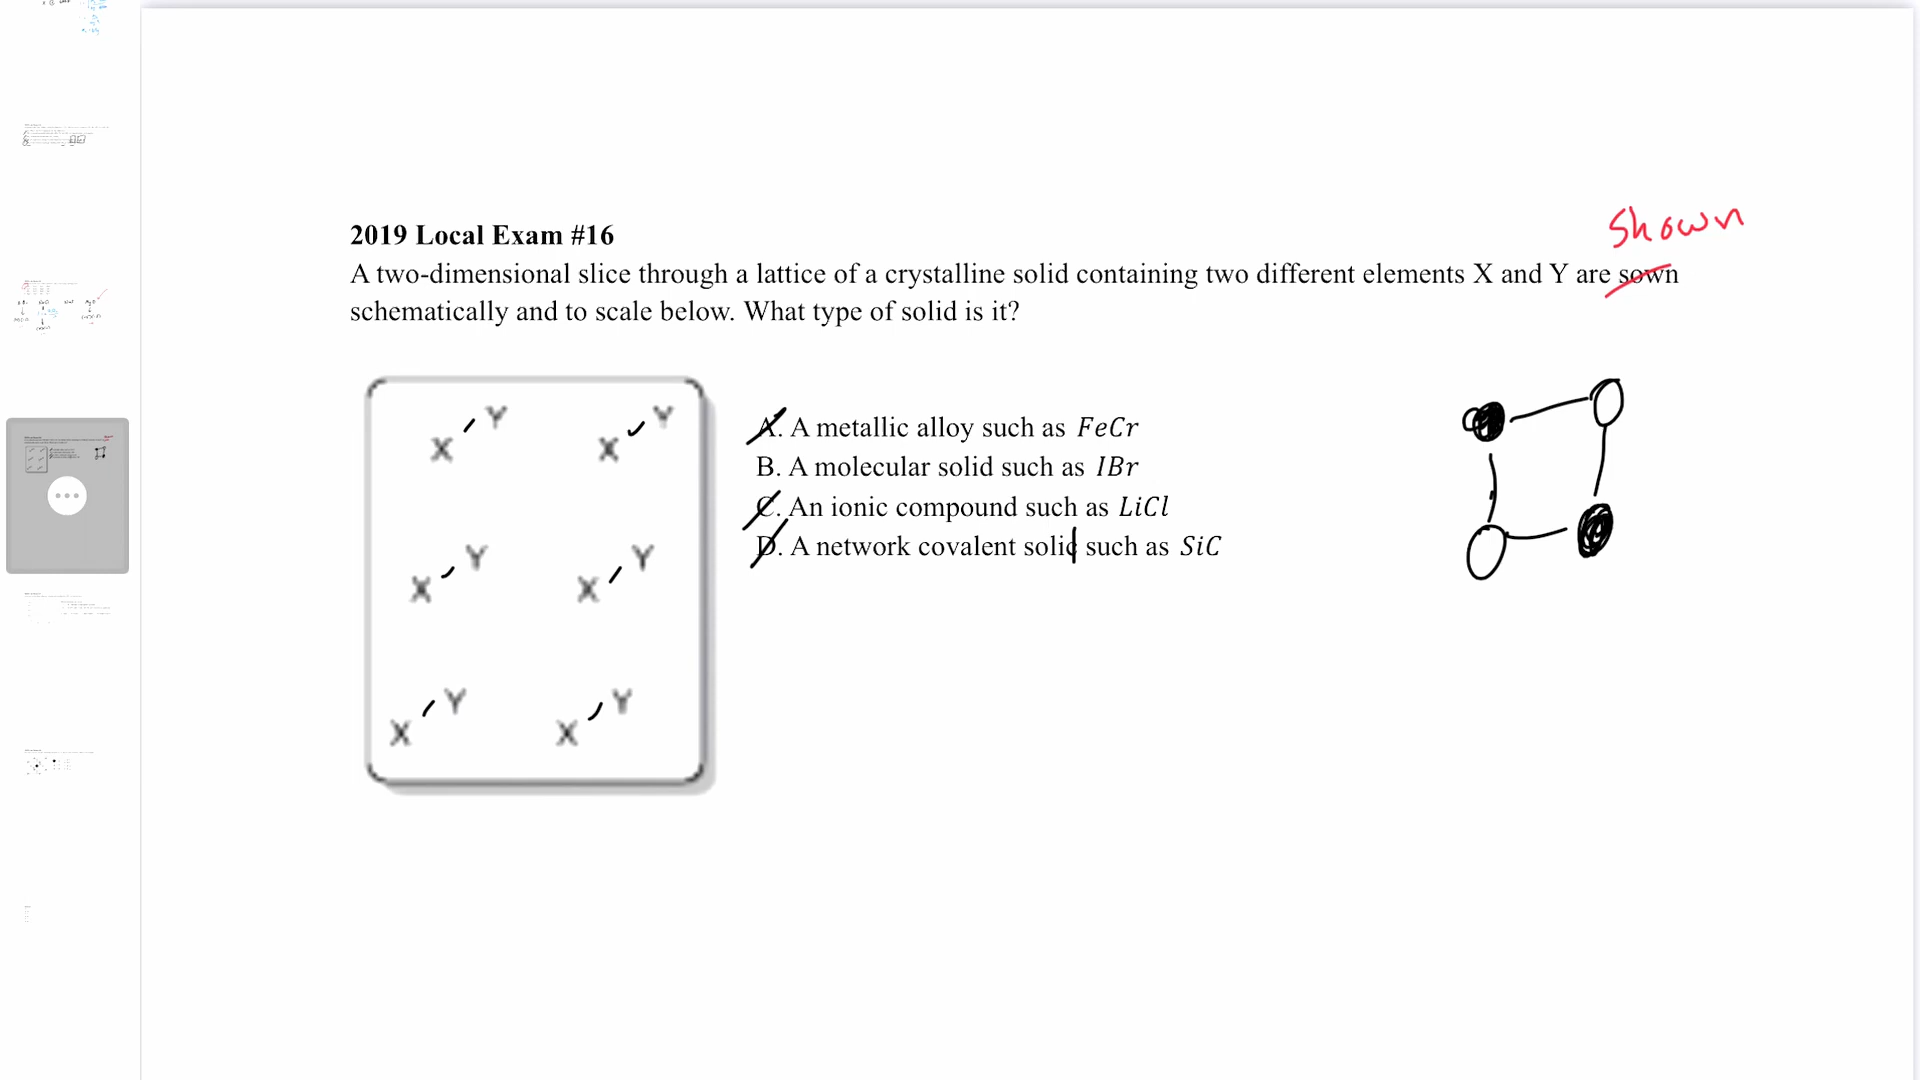 Shown
2019 Local Exam #16
A two-dimensional slice through a lattice of a crystalline solid containing two different elements X and Y are sown
schematically and to scale below. What type of solid is it?
X Y X Y
X Y X Y
X Y X Y
A. A metallic alloy such as FeCr
B. A molecular solid such as IBr
C. An ionic compound such as LiCl
D. A network covalent solid such as SiC